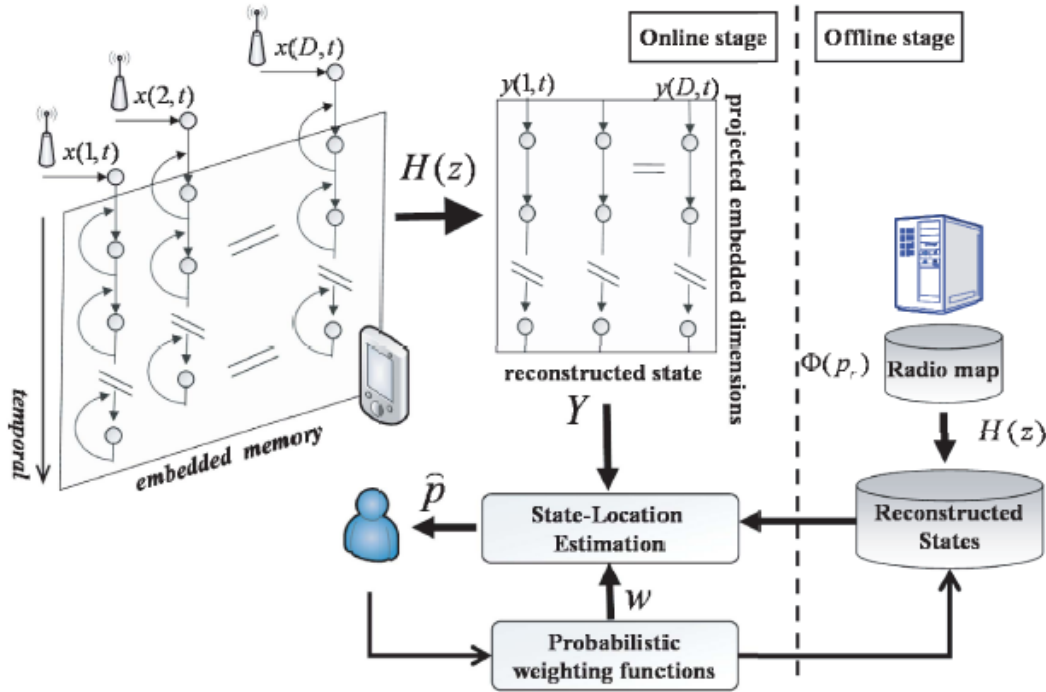 Online stage
Offline stage
x(D,t)
x(2,t)
x(1,t)
H(z)
y(1,t)
y(D,t)
projected embedded dimensions
reconstructed state
temporal
embedded memory
Φ(p_r)
Radio map
H(z)
Y
p̂
State-Location
Estimation
Reconstructed
States
w
Probabilistic
weighting functions